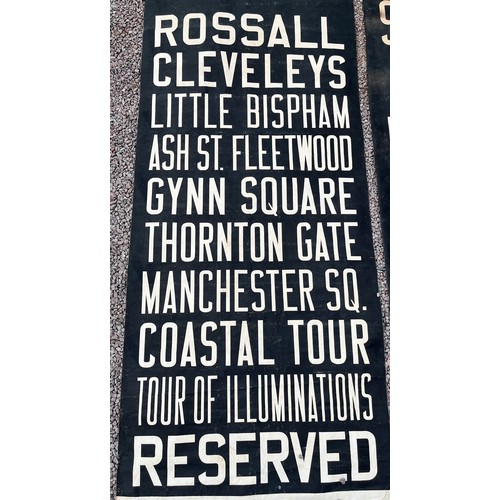 ROSSALL
CLEVELEYS
LITTLE BISPHAM
ASH ST. FLEETWOOD
GYNN SQUARE
THORNTON GATE
MANCHESTER SQ.
COASTAL TOUR
TOUR OF ILLUMINATIONS
RESERVED